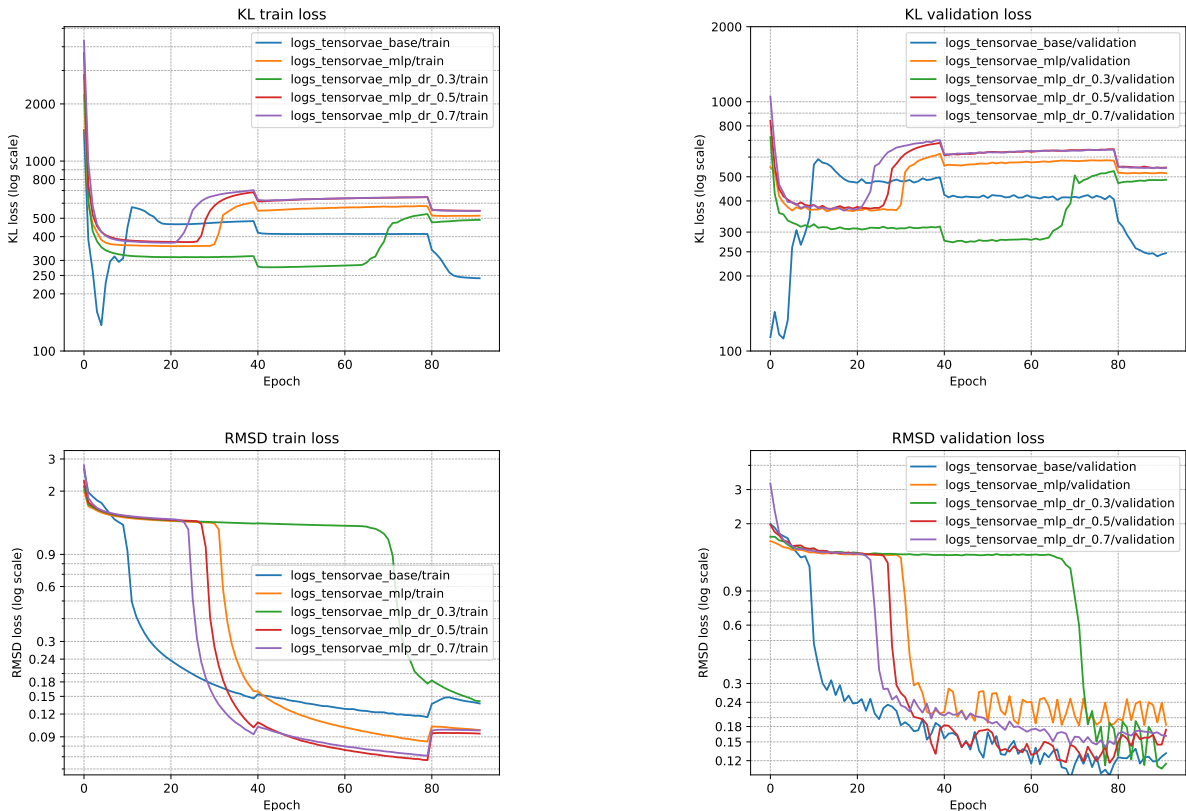 KL train loss
KL loss (log scale)
2000
1000
800
500
400
300
250
200
100
0
20
40
60
80
Epoch
logs_tensorvae_base/train
logs_tensorvae_mlp/train
logs_tensorvae_mlp_dr_0.3/train
logs_tensorvae_mlp_dr_0.5/train
logs_tensorvae_mlp_dr_0.7/train
KL validation loss
KL loss (log scale)
2000
1000
800
500
400
300
250
200
100
0
20
40
60
80
Epoch
logs_tensorvae_base/validation
logs_tensorvae_mlp/validation
logs_tensorvae_mlp_dr_0.3/validation
logs_tensorvae_mlp_dr_0.5/validation
logs_tensorvae_mlp_dr_0.7/validation
RMSD train loss
RMSD loss (log scale)
3
2
0.9
0.6
0.3
0.24
0.18
0.15
0.12
0.09
0
20
40
60
80
Epoch
logs_tensorvae_base/train
logs_tensorvae_mlp/train
logs_tensorvae_mlp_dr_0.3/train
logs_tensorvae_mlp_dr_0.5/train
logs_tensorvae_mlp_dr_0.7/train
RMSD validation loss
RMSD loss (log scale)
3
2
0.9
0.6
0.3
0.24
0.18
0.15
0.12
0
20
40
60
80
Epoch
logs_tensorvae_base/validation
logs_tensorvae_mlp/validation
logs_tensorvae_mlp_dr_0.3/validation
logs_tensorvae_mlp_dr_0.5/validation
logs_tensorvae_mlp_dr_0.7/validation